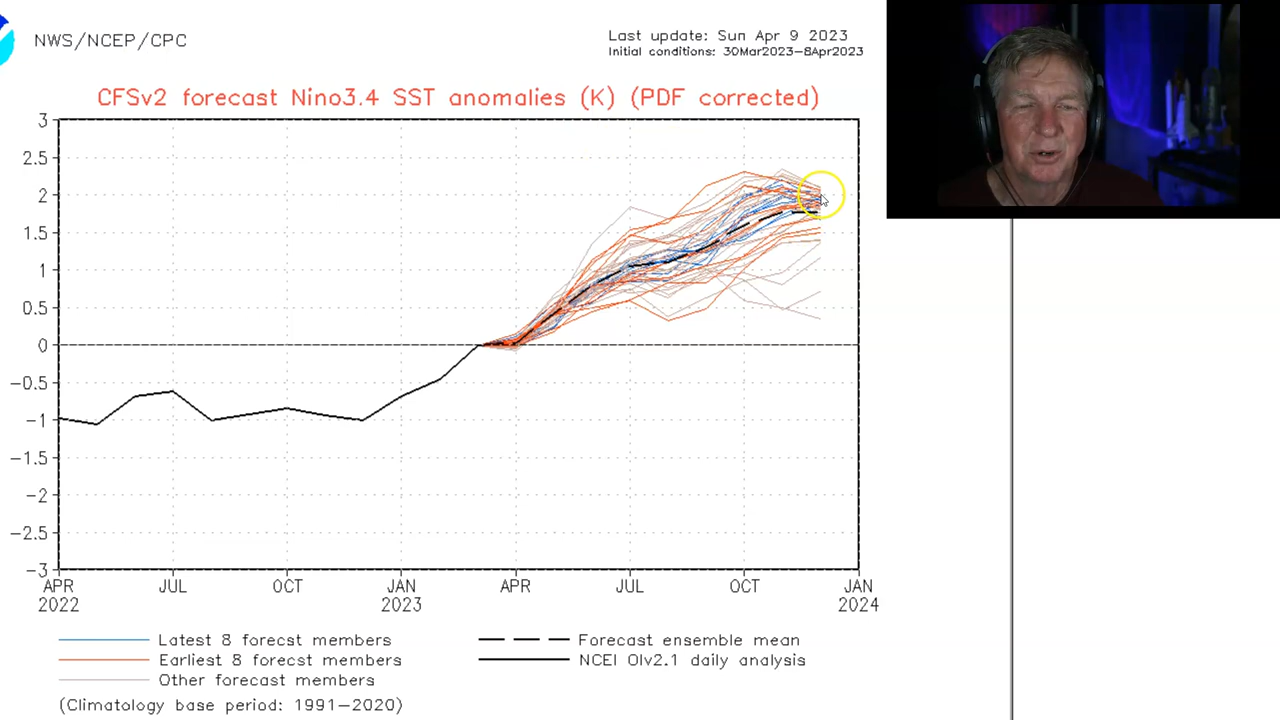 NWS/NCEP/CPC
Last update: Sun Apr 9 2023
Initial conditions: 30Mar2023–8Apr2023
CFSv2 forecast Nino3.4 SST anomalies (K) (PDF corrected)
3
2.5
2
1.5
1
0.5
0
−0.5
−1
−1.5
−2
−2.5
−3
APR JUL OCT JAN APR JUL OCT JAN
2022 2023 2024
Latest 8 forecst members
Forecast ensemble mean
Earliest 8 forecst members
NCEI OIv2.1 daily analysis
Other forecast members
(Climatology base period: 1991–2020)